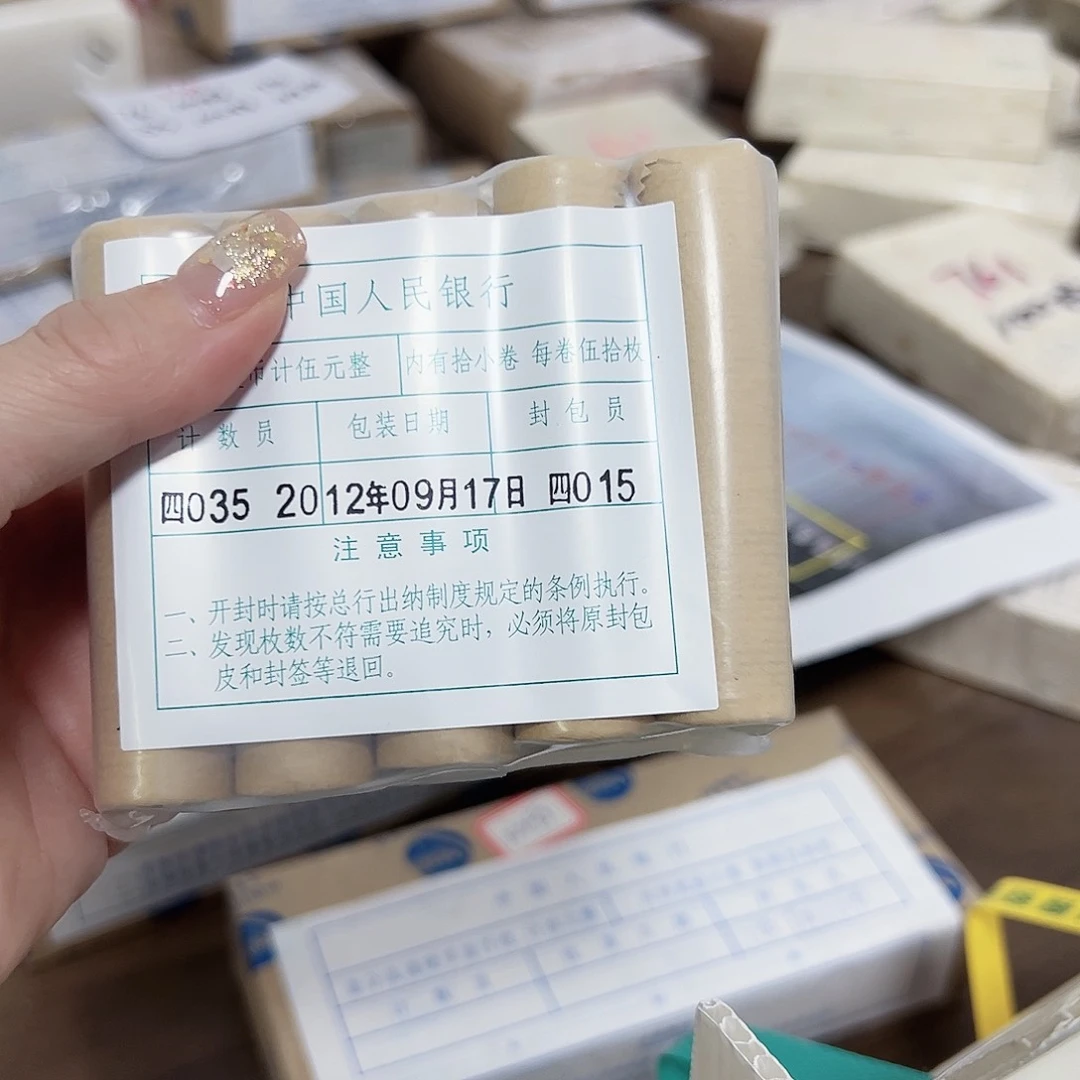 中国人民银行
币计伍元整 内有拾小卷 每卷伍拾枚
计数员 包装日期 封包员
四035 2012年09月17日 四015
注意事项
一、开封时请按总行出纳制度规定的条例执行。
二、发现枚数不符需要追究时，必须将原封包
皮和封签等退回。